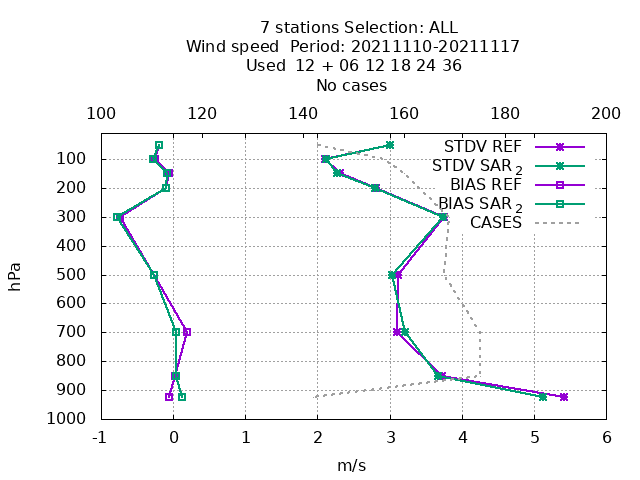 7 stations Selection: ALL
Wind speed  Period: 20211110-20211117
Used  12 + 06 12 18 24 36
No cases
100 120 140 160 180 200
STDV REF
STDV SAR 2
BIAS REF
BIAS SAR 2
CASES
100
200
300
400
500
600
700
800
900
1000
hPa
-1 0 1 2 3 4 5 6
m/s